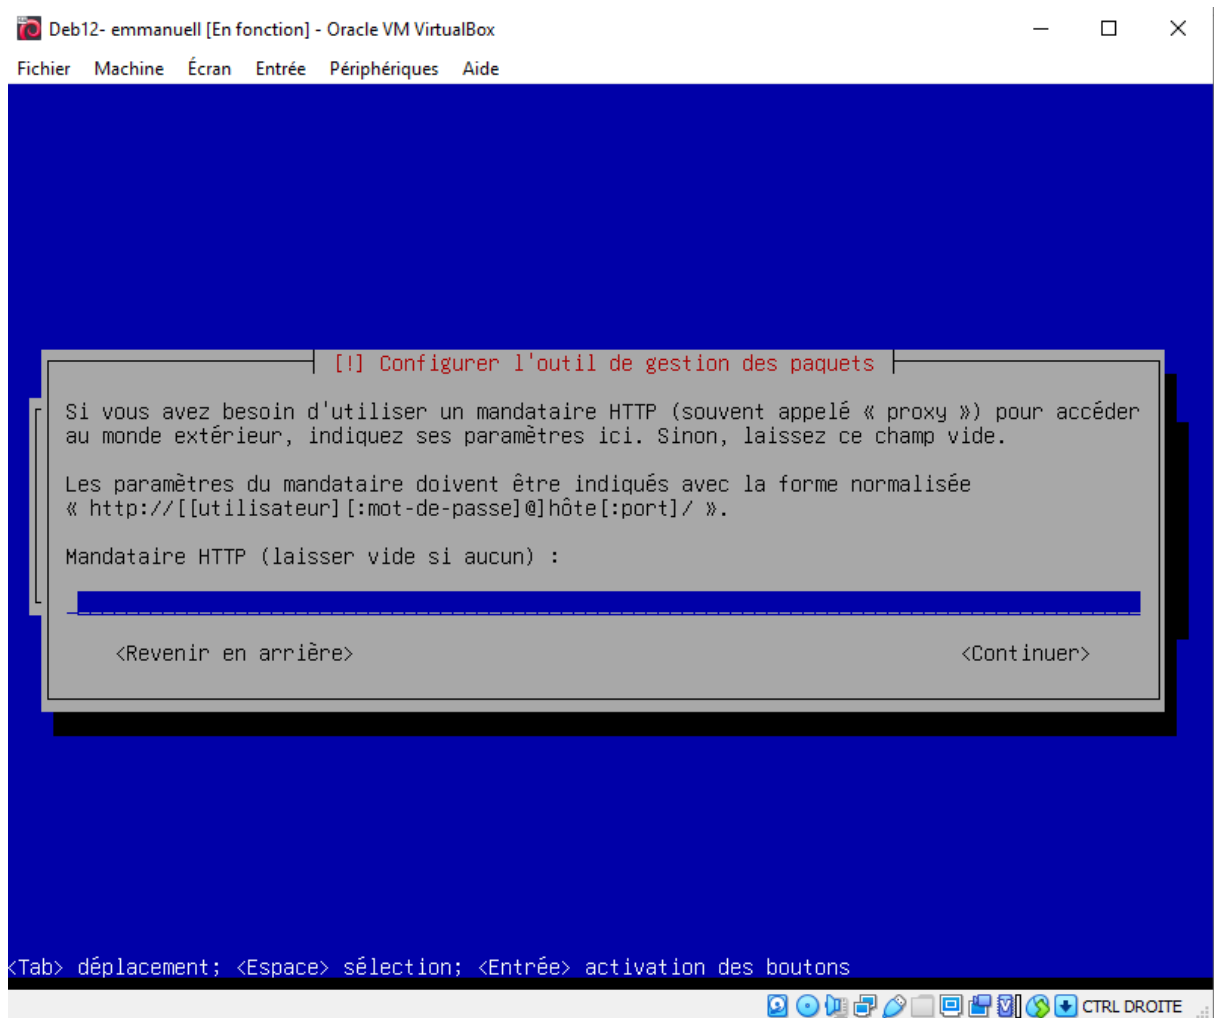 Deb12- emmanuell [En fonction] - Oracle VM VirtualBox
Fichier Machine Écran Entrée Périphériques Aide
[!] Configurer l'outil de gestion des paquets
Si vous avez besoin d'utiliser un mandataire HTTP (souvent appelé « proxy ») pour accéder
au monde extérieur, indiquez ses paramètres ici. Sinon, laissez ce champ vide.
Les paramètres du mandataire doivent être indiqués avec la forme normalisée
« http://[[utilisateur][:mot-de-passe]@]hôte[:port]/ ».
Mandataire HTTP (laisser vide si aucun) :
<Revenir en arrière> <Continuer>
<Tab> déplacement; <Espace> sélection; <Entrée> activation des boutons
CTRL DROITE